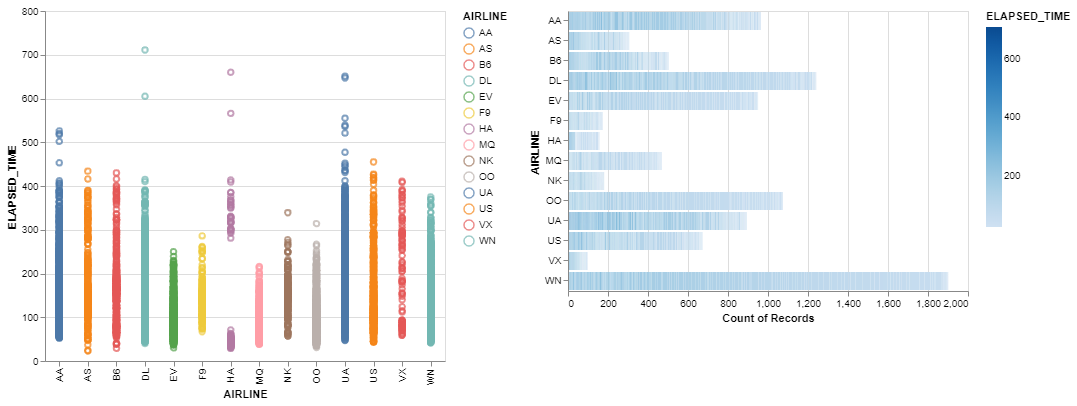 800
700
600
500
400
300
200
100
0
ELAPSED_TIME
AA
AS
B6
DL
EV
F9
HA
MQ
NK
OO
UA
US
VX
WN
AIRLINE
AIRLINE
AA
AS
B6
DL
EV
F9
HA
MQ
NK
OO
UA
US
VX
WN
AIRLINE
AA
AS
B6
DL
EV
F9
HA
MQ
NK
OO
UA
US
VX
WN
0 200 400 600 800 1,000 1,200 1,400 1,600 1,800 2,000
Count of Records
ELAPSED_TIME
600
400
200